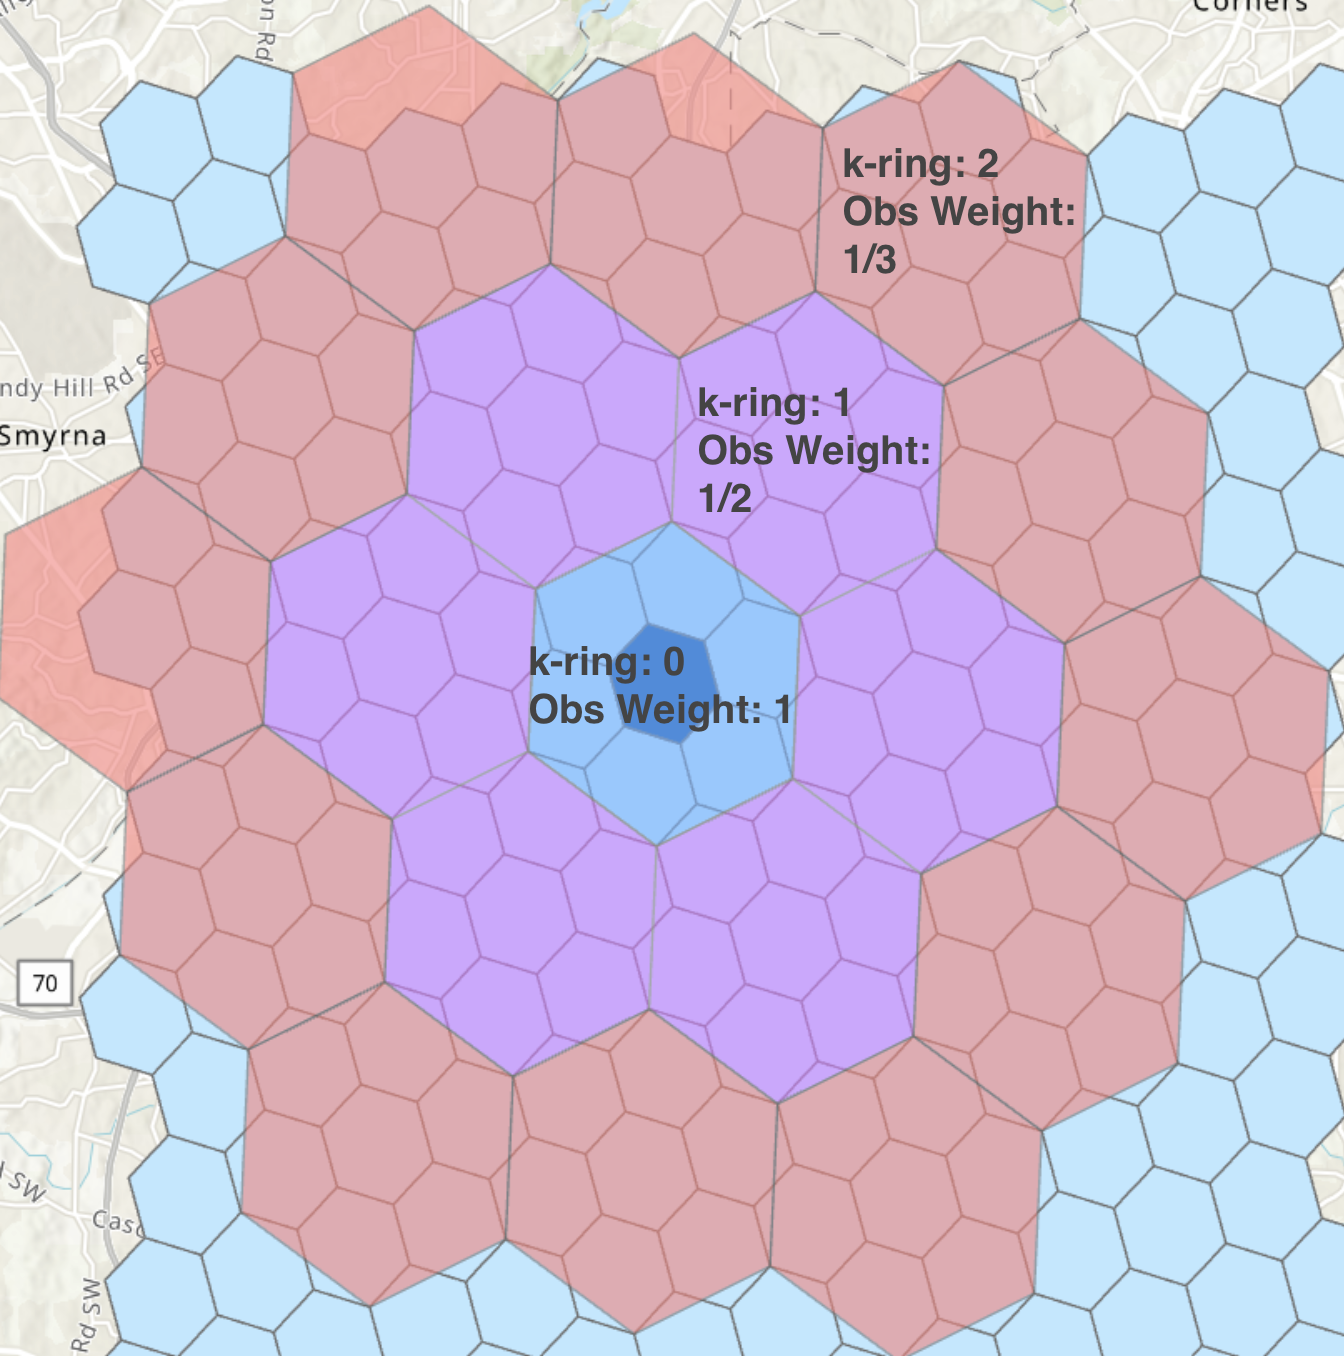 Corners
on Rd
k-ring: 2
Obs Weight:
1/3
ndy Hill Rd SE
Smyrna
k-ring: 1
Obs Weight:
1/2
k-ring: 0
Obs Weight: 1
70
SW
Casc
Rd SW